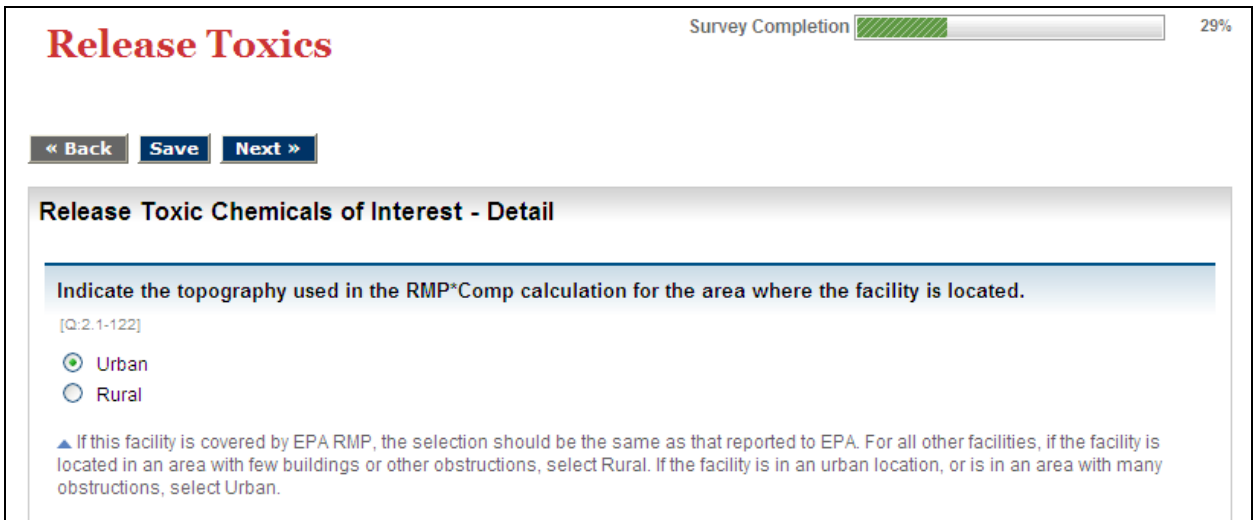 Release Toxics
Survey Completion 29%
« Back Save Next »
Release Toxic Chemicals of Interest - Detail
Indicate the topography used in the RMP*Comp calculation for the area where the facility is located.
[Q:2.1-122]
Urban
Rural
If this facility is covered by EPA RMP, the selection should be the same as that reported to EPA. For all other facilities, if the facility is
located in an area with few buildings or other obstructions, select Rural. If the facility is in an urban location, or is in an area with many
obstructions, select Urban.